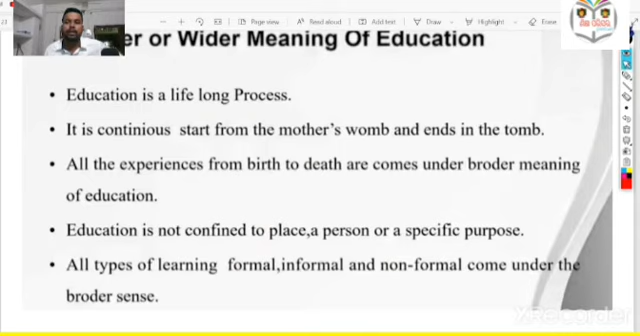 Page view
Read aloud
Add text
Draw
Highlight
Erase
er or Wider Meaning Of Education
• Education is a life long Process.
• It is continious start from the mother's womb and ends in the tomb.
• All the experiences from birth to death are comes under broder meaning
of education.
• Education is not confined to place,a person or a specific purpose.
• All types of learning formal,informal and non-formal come under the
broder sense.
XRecorder